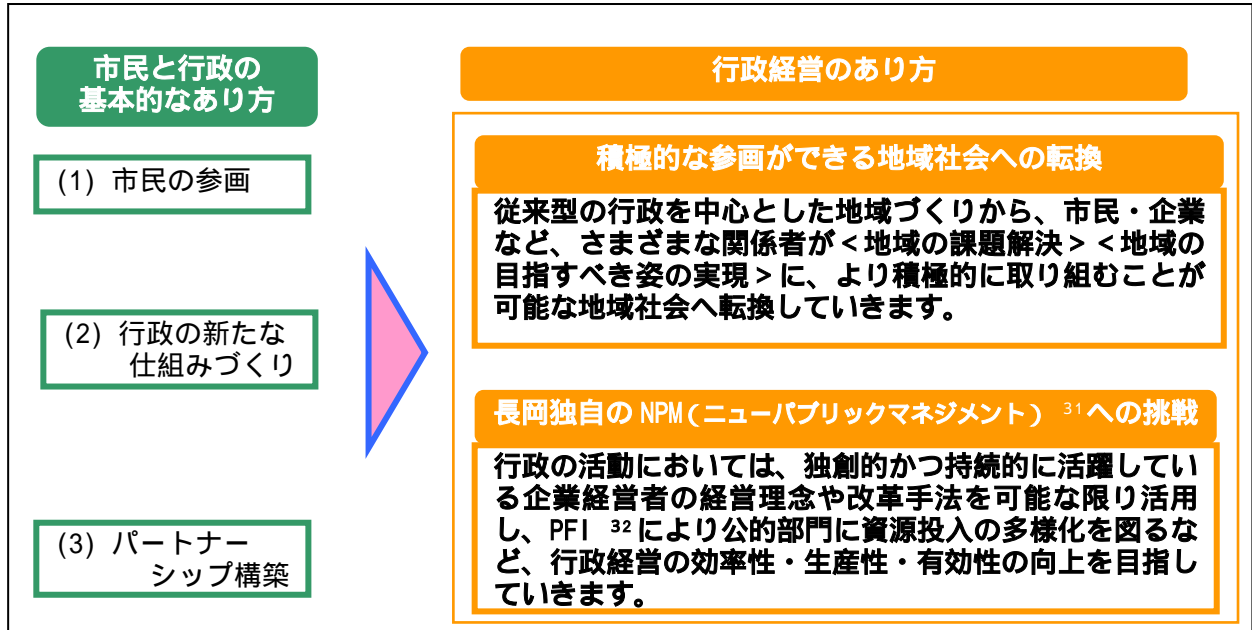 市民と行政の
基本的なあり方
(1) 市民の参画
(2) 行政の新たな
仕組みづくり
(3) パートナー
シップ構築
行政経営のあり方
積極的な参画ができる地域社会への転換
従来型の行政を中心とした地域づくりから、市民・企業
など、さまざまな関係者が＜地域の課題解決＞＜地域の
目指すべき姿の実現＞に、より積極的に取り組むことが
可能な地域社会へ転換していきます。
長岡独自の NPM（ニューパブリックマネジメント） 31への挑戦
行政の活動においては、独創的かつ持続的に活躍してい
る企業経営者の経営理念や改革手法を可能な限り活用
し、PFI 32により公的部門に資源投入の多様化を図るな
ど、行政経営の効率性・生産性・有効性の向上を目指し
ていきます。